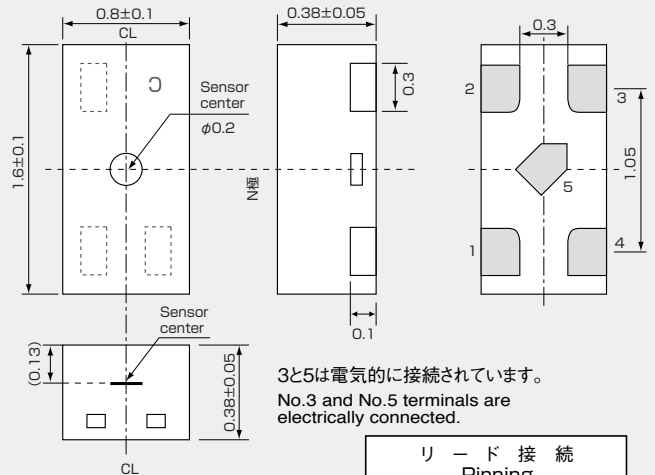 0.8±0.1
CL
0.38±0.05
0.3
C
Sensor
center
φ0.2
0.3
2
3
1.6±0.1
N極
5
1.05
1
4
0.1
Sensor
center
(0.13)
0.38±0.05
CL
3と5は電気的に接続されています。
No.3 and No.5 terminals are
electrically connected.
リード接続
Pinning